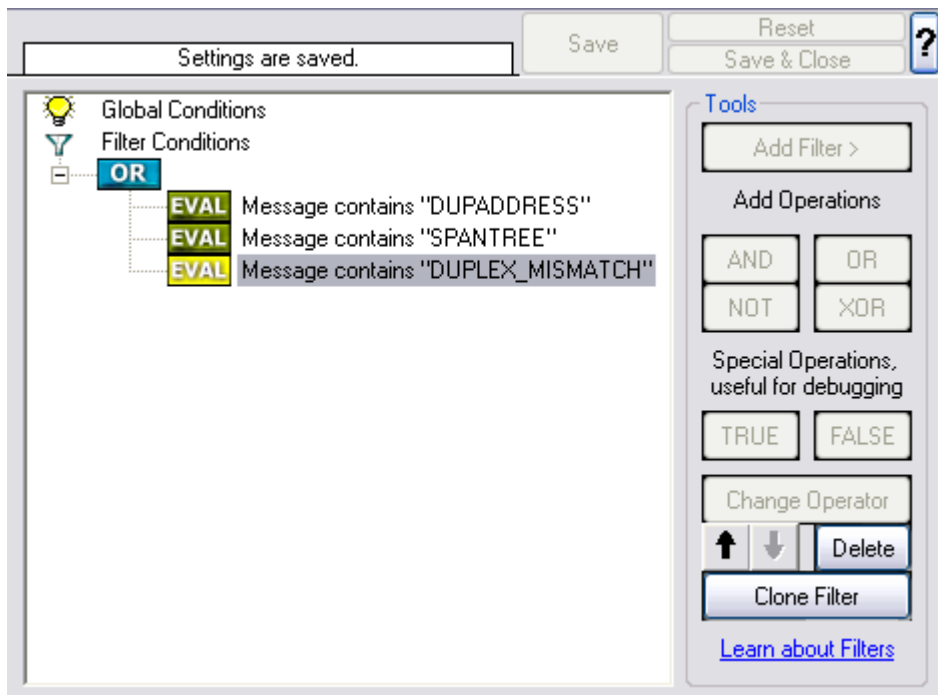 Settings are saved.
Save
Reset
Save & Close
?
Global Conditions
Filter Conditions
OR
EVAL Message contains "DUPADDRESS"
EVAL Message contains "SPANTREE"
EVAL Message contains "DUPLEX_MISMATCH"
Tools
Add Filter >
Add Operations
AND
OR
NOT
XOR
Special Operations,
useful for debugging
TRUE
FALSE
Change Operator
Delete
Clone Filter
Learn about Filters